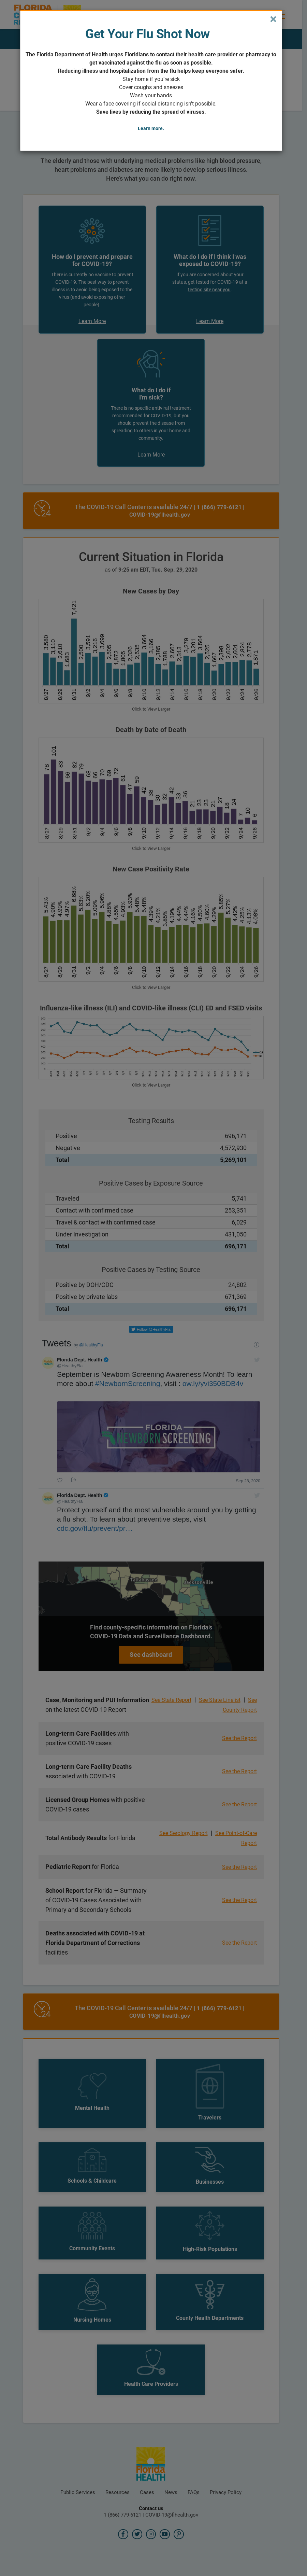 FLORIDA
×
Get Your Flu Shot Now
The Florida Department of Health urges Floridians to contact their health care provider or pharmacy to
get vaccinated against the flu as soon as possible.
Reducing illness and hospitalization from the flu helps keep everyone safer.
Stay home if you're sick
Cover coughs and sneezes
Wash your hands
Wear a face covering if social distancing isn't possible.
Save lives by reducing the spread of viruses.
Learn more.
The elderly and those with underlying medical problems like high blood pressure,
heart problems and diabetes are more likely to develop serious illness.
Here's what you can do right now.
How do I prevent and prepare
for COVID-19?
There is currently no vaccine to prevent
COVID-19. The best way to prevent
illness is to avoid being exposed to the
virus (and exposing other
people).
Learn More
What do I do if I think I was
exposed to COVID-19?
If you are concerned about your
status, get tested for COVID-19 at a
testing site near you.
Learn More
What do I do if
I'm sick?
There is no specific antiviral treatment
recommended for COVID-19, but you
should prevent the disease from
spreading to others in your home and
community.
Learn More
24
The COVID-19 Call Center is available 24/7 | 1 (866) 779-6121 |
COVID-19@flhealth.gov
Current Situation in Florida
as of 9:25 am EDT, Tue. Sep. 29, 2020
New Cases by Day
Click to View Larger
Death by Date of Death
Click to View Larger
New Case Positivity Rate
Click to View Larger
Influenza-like illness (ILI) and COVID-like illness (CLI) ED and FSED visits
Click to View Larger
Testing Results
Positive 696,171
Negative 4,572,930
Total 5,269,101
Positive Cases by Exposure Source
Traveled 5,741
Contact with confirmed case 253,351
Travel & contact with confirmed case 6,029
Under Investigation 431,050
Total 696,171
Positive Cases by Testing Source
Positive by DOH/CDC 24,802
Positive by private labs 671,369
Total 696,171
Follow @HealthyFla
Tweets by @HealthyFla
Florida Dept. Health
@HealthyFla
September is Newborn Screening Awareness Month! To learn
more about #NewbornScreening, visit : ow.ly/yvi350BDB4v
FLORIDA
NEWBORN SCREENING
Sep 28, 2020
Florida Dept. Health
@HealthyFla
Protect yourself and the most vulnerable around you by getting
a flu shot. To learn about preventive steps, visit
cdc.gov/flu/prevent/pr…
Find county-specific information on Florida's
COVID-19 Data and Surveillance Dashboard.
See dashboard
Case, Monitoring and PUI Information See State Report | See State Linelist | See
on the latest COVID-19 Report County Report
Long-term Care Facilities with
positive COVID-19 cases See the Report
Long-term Care Facility Deaths
associated with COVID-19 See the Report
Licensed Group Homes with positive
COVID-19 cases See the Report
Total Antibody Results for Florida See Serology Report | See Point-of-Care
Report
Pediatric Report for Florida See the Report
School Report for Florida — Summary
of COVID-19 Cases Associated with See the Report
Primary and Secondary Schools
Deaths associated with COVID-19 at
Florida Department of Corrections See the Report
facilities
24
The COVID-19 Call Center is available 24/7 | 1 (866) 779-6121 |
COVID-19@flhealth.gov
Mental Health
Travelers
Schools & Childcare
Businesses
Community Events
High-Risk Populations
Nursing Homes
County Health Departments
Health Care Providers
Florida
HEALTH
Public Services Resources Cases News FAQs Privacy Policy
Contact us
1 (866) 779-6121 | COVID-19@flhealth.gov